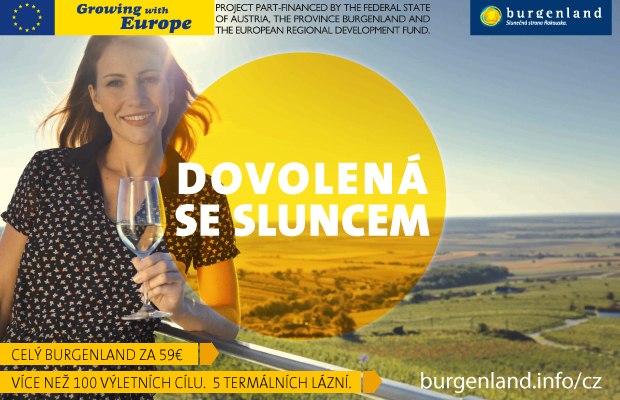 Growing with
Europe
PROJECT PART-FINANCED BY THE FEDERAL STATE
OF AUSTRIA, THE PROVINCE BURGENLAND AND
THE EUROPEAN REGIONAL DEVELOPMENT FUND.
burgenland
Slunečná strana Rakouska.
DOVOLENÁ
SE SLUNCEM
CELÝ BURGENLAND ZA 59€
VÍCE NEŽ 100 VÝLETNÍCH CÍLU. 5 TERMÁLNÍCH LÁZNÍ.
burgenland.info/cz